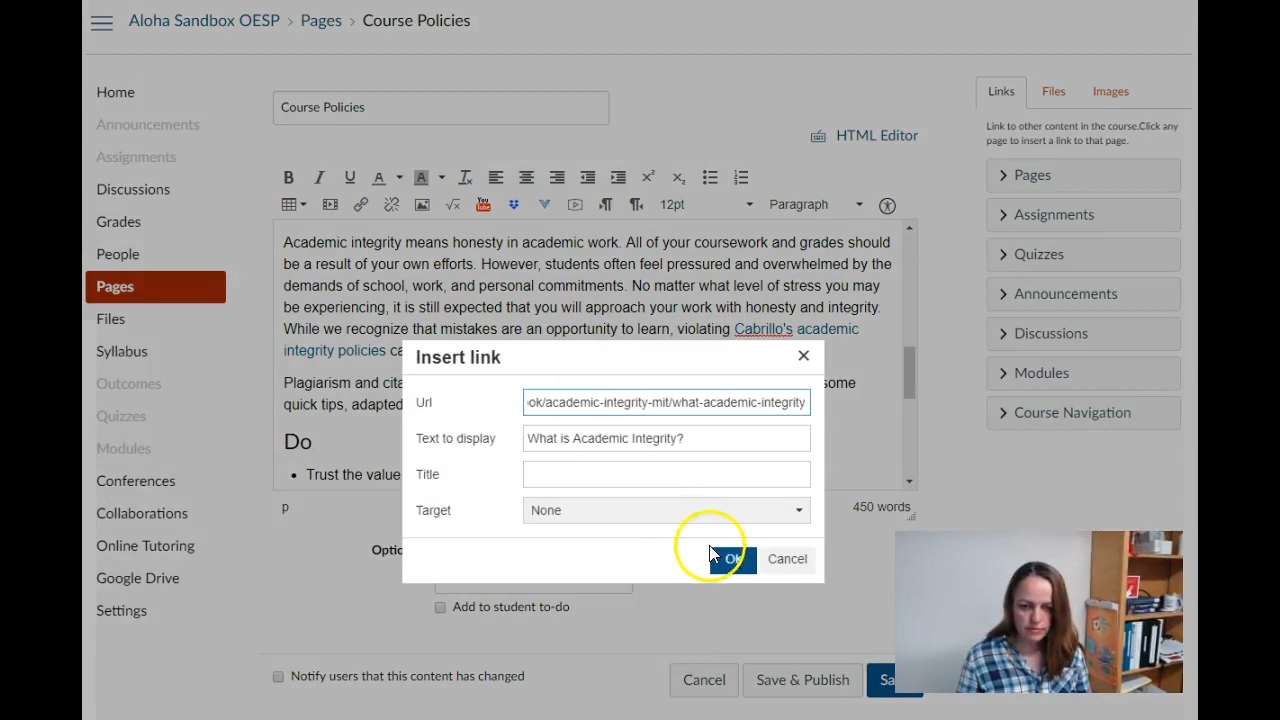 Aloha Sandbox OESP > Pages > Course Policies
Home
Announcements
Assignments
Discussions
Grades
People
Pages
Files
Syllabus
Outcomes
Quizzes
Modules
Conferences
Collaborations
Online Tutoring
Google Drive
Settings
Course Policies
HTML Editor
B I U A A
12pt Paragraph
Academic integrity means honesty in academic work. All of your coursework and grades should
be a result of your own efforts. However, students often feel pressured and overwhelmed by the
demands of school, work, and personal commitments. No matter what level of stress you may
be experiencing, it is still expected that you will approach your work with honesty and integrity.
While we recognize that mistakes are an opportunity to learn, violating Cabrillo's academic
integrity policies
Plagiarism and some
quick tips, adapted
Do
• Trust the value
p
450 words
Insert link
Url
ok/academic-integrity-mit/what-academic-integrity
Text to display
What is Academic Integrity?
Title
Target
None
Ok
Cancel
Add to student to-do
Notify users that this content has changed
Cancel
Save & Publish
Links
Files
Images
Link to other content in the course.Click any
page to insert a link to that page.
Pages
Assignments
Quizzes
Announcements
Discussions
Modules
Course Navigation